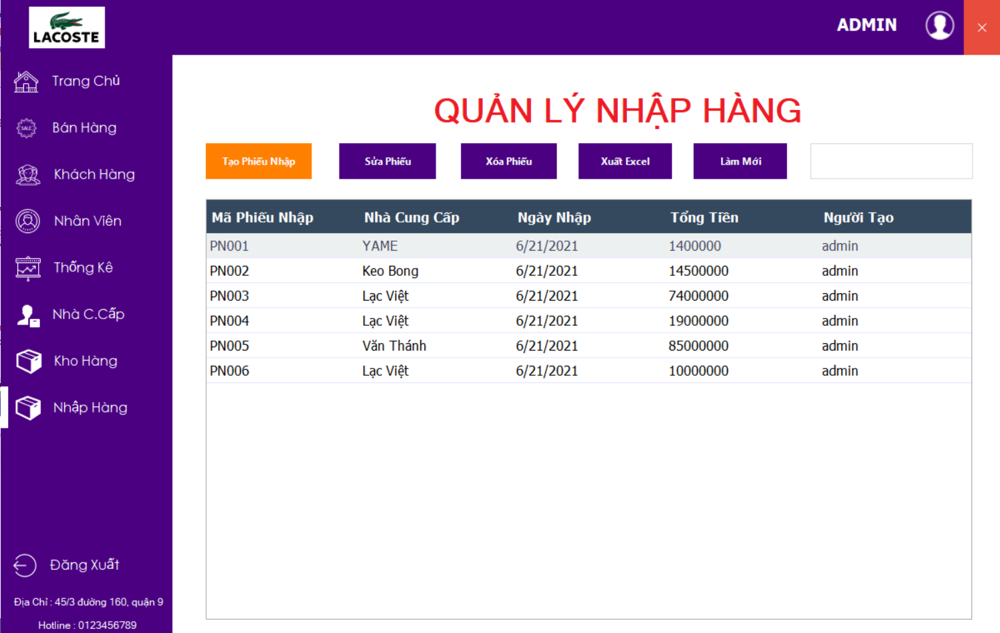 LACOSTE
ADMIN
Trang Chủ
Bán Hàng
SALE
Khách Hàng
Nhân Viên
Thống Kê
Nhà C.Cấp
Kho Hàng
Nhập Hàng
Đăng Xuất
Địa Chỉ : 45/3 đường 160, quận 9
Hotline : 0123456789
QUẢN LÝ NHẬP HÀNG
Tạo Phiếu Nhập Sửa Phiếu Xóa Phiếu Xuất Excel Làm Mới
Mã Phiếu Nhập Nhà Cung Cấp Ngày Nhập Tổng Tiền Người Tạo
PN001 YAME 6/21/2021 1400000 admin
PN002 Keo Bong 6/21/2021 14500000 admin
PN003 Lạc Việt 6/21/2021 74000000 admin
PN004 Lạc Việt 6/21/2021 19000000 admin
PN005 Văn Thánh 6/21/2021 85000000 admin
PN006 Lạc Việt 6/21/2021 10000000 admin